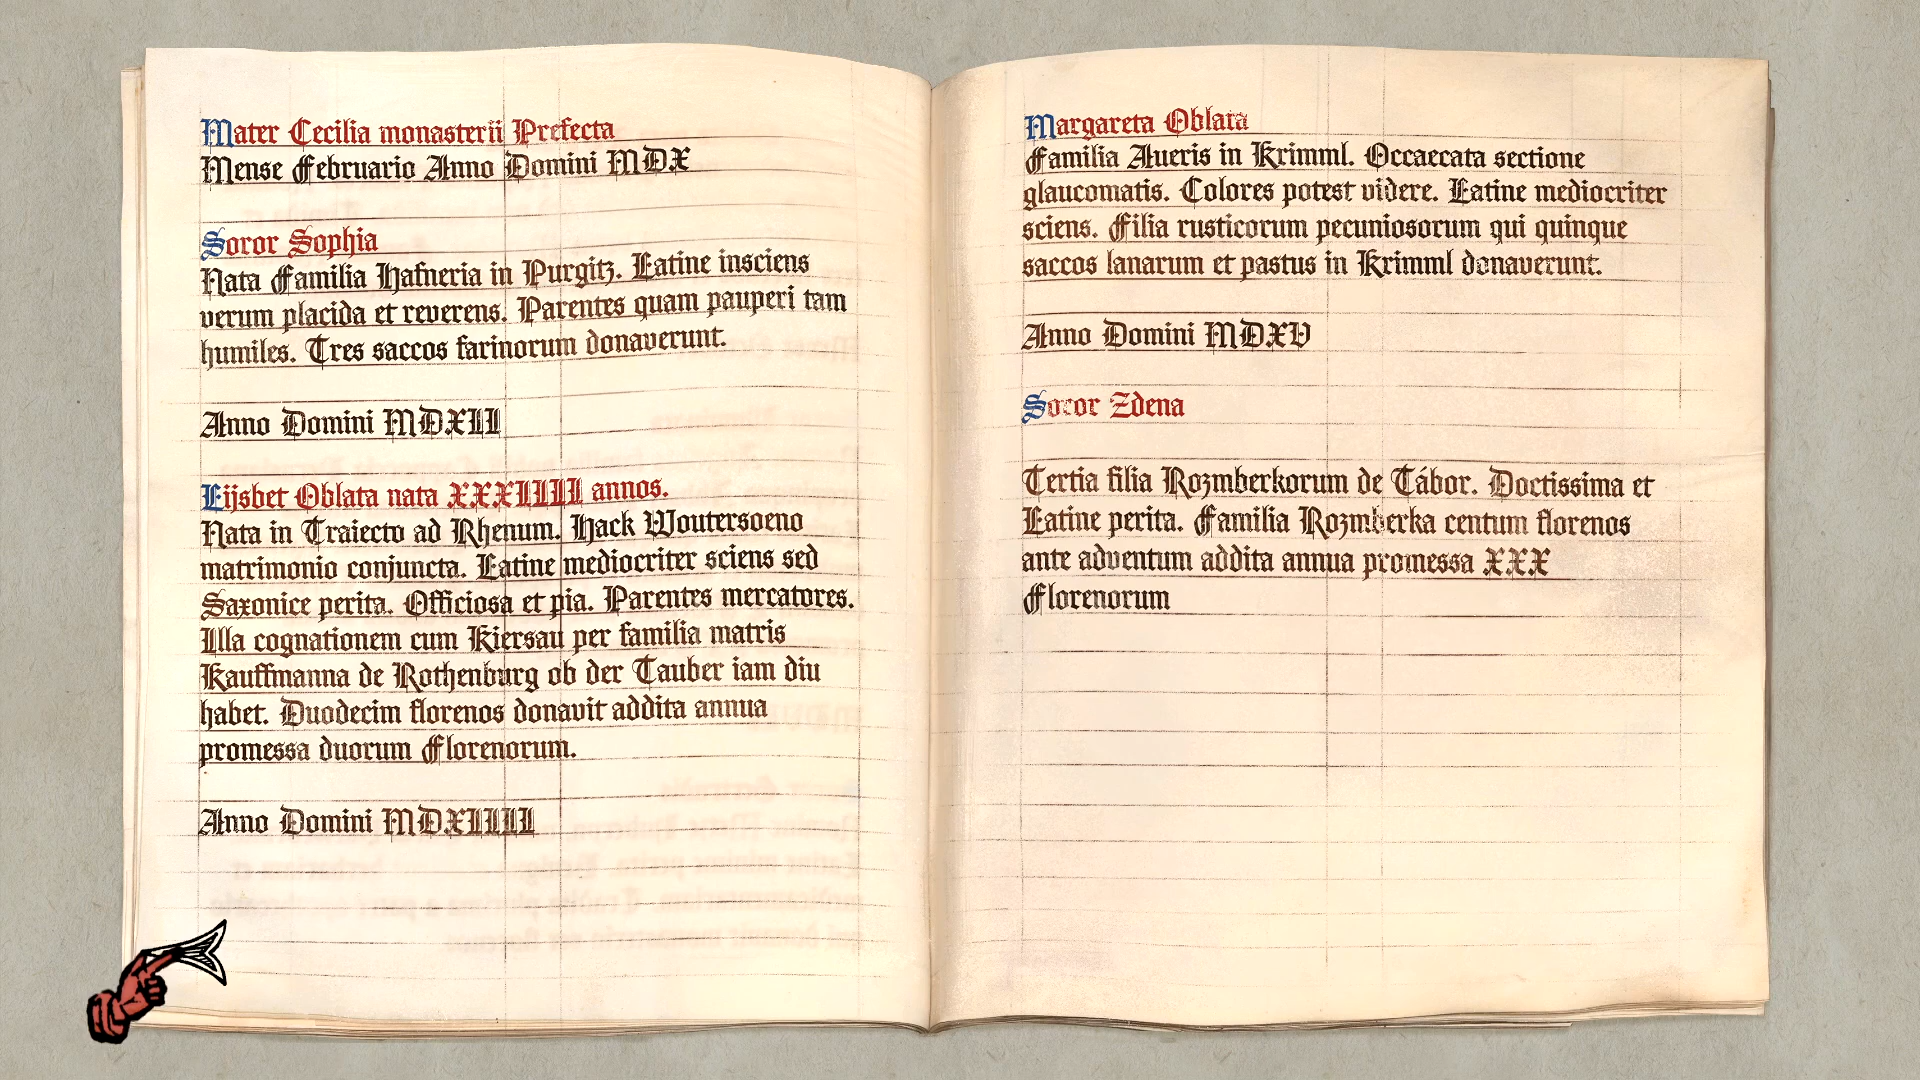 Mater Cecilia monasterii Prefecta
Mense Februario Anno Domini MDX
Soror Sophia
Nata Familia Hafneria in Purgitz. Latine insciens
verum placida et reverens. Parentes quam pauperi tam
humiles. Tres saccos farinorum donaverunt.
Anno Domini MDXII
Lijsbet Oblata nata XXXIIII annos.
Nata in Traiecto ad Rhenum. Hack Woutersoeno
matrimonio conjuncta. Latine mediocriter sciens sed
Saxonice perita. Officiosa et pia. Parentes mercatores.
Illa cognationem cum Kiersau per familia matris
Kauffmanna de Rothenburg ob der Tauber iam diu
habet. Duodecim florenos donavit addita annua
promessa duorum Florenorum.
Anno Domini MDXIIII
Margareta Oblata
Familia Aueris in Krimml. Occaecata sectione
glaucomatis. Colores potest videre. Latine mediocriter
sciens. Filia rusticorum pecuniosorum qui quinque
saccos lanarum et pastus in Krimml donaverunt.
Anno Domini MDXV
Soror Zdena
Tertia filia Rozmberkorum de Tábor. Doctissima et
Latine perita. Familia Rozmberka centum florenos
ante adventum addita annua promessa XXX
Florenorum